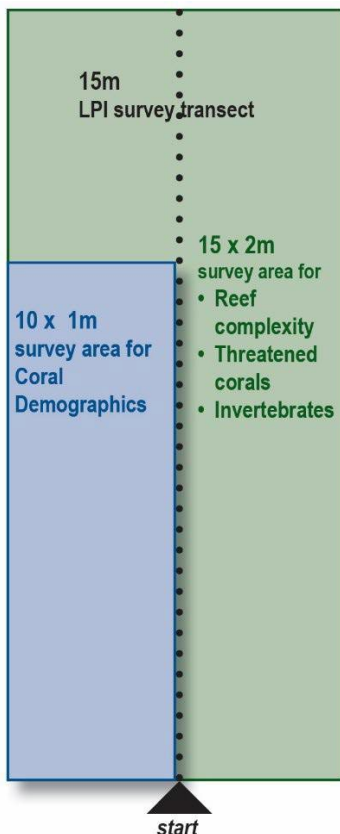 15m
LPI survey transect
15 x 2m
survey area for
• Reef
complexity
• Threatened
corals
• Invertebrates
10 x 1m
survey area for
Coral
Demographics
start